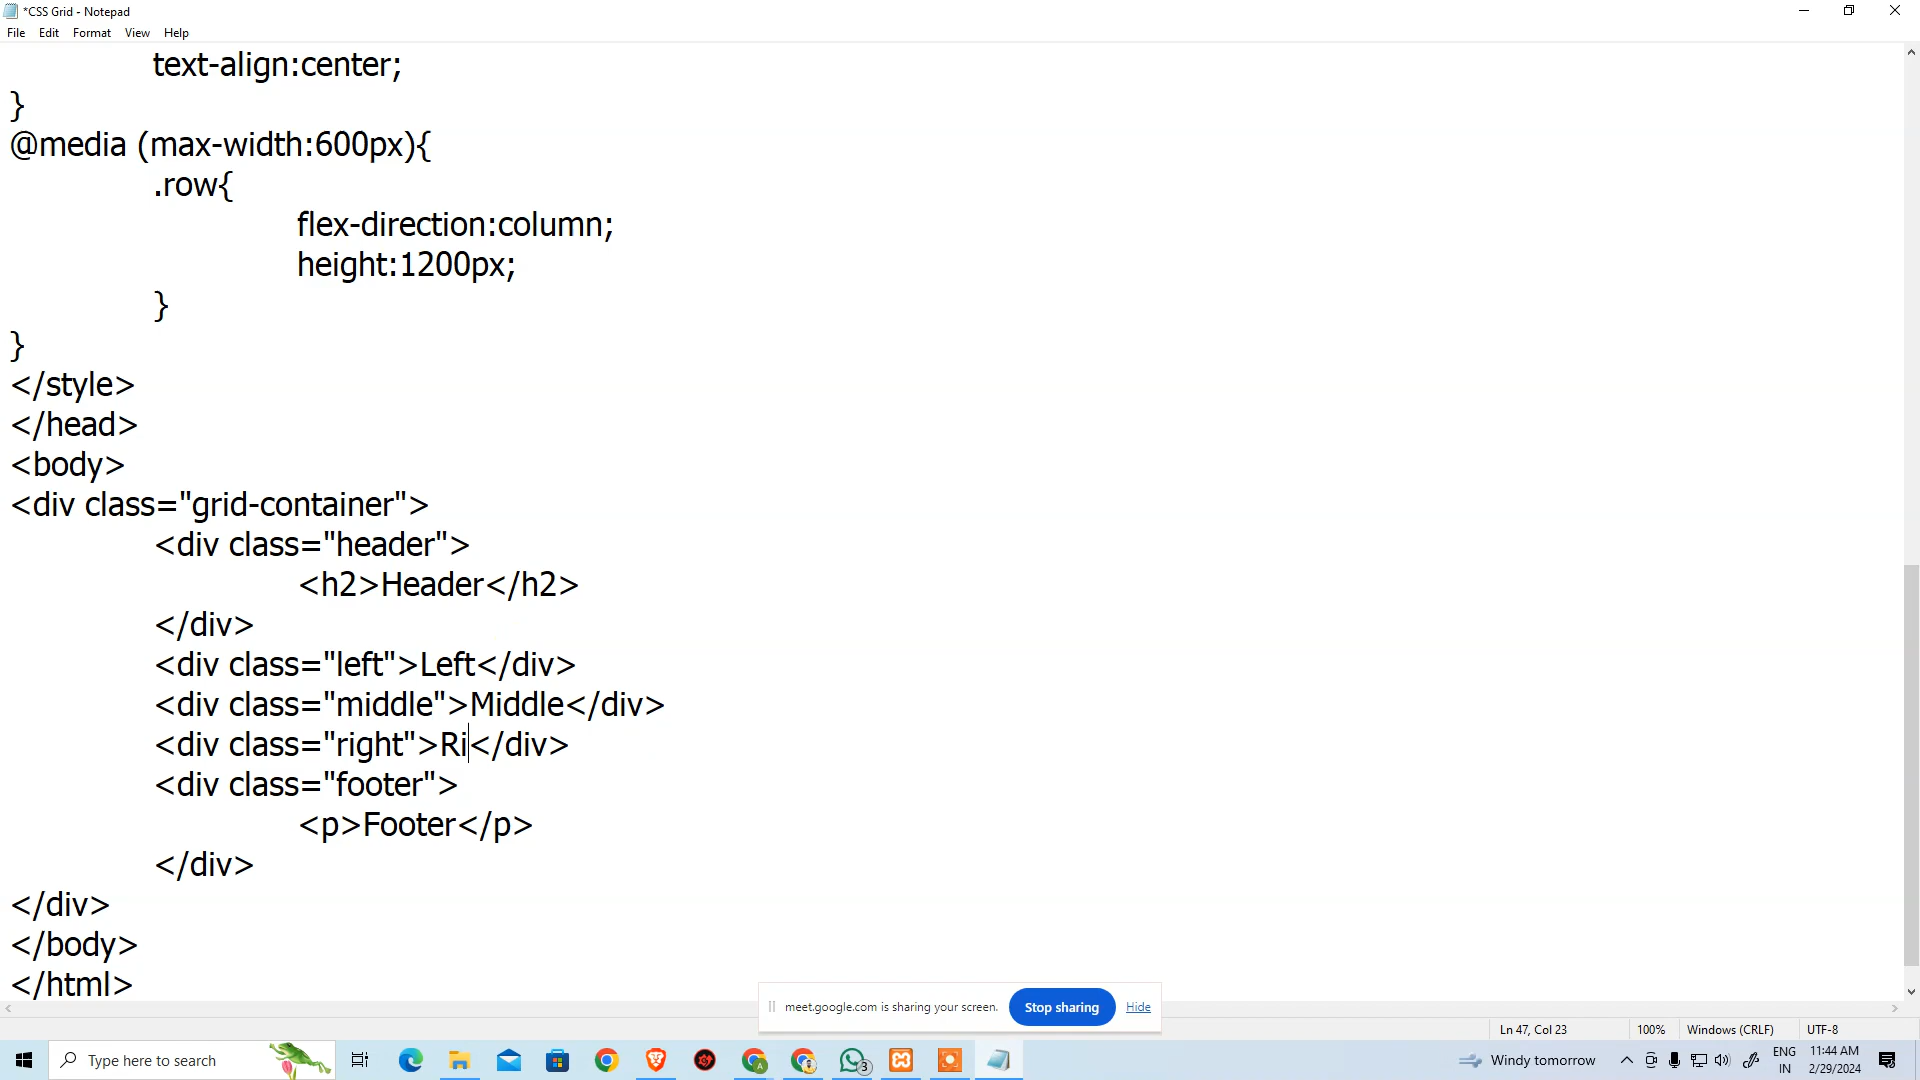 *CSS Grid - Notepad
File Edit Format View Help
text-align:center;
}
@media (max-width:600px){
.row{
flex-direction:column;
height:1200px;
}
}
</style>
</head>
<body>
<div class="grid-container">
<div class="header">
<h2>Header</h2>
</div>
<div class="left">Left</div>
<div class="middle">Middle</div>
<div class="right">Ri</div>
<div class="footer">
<p>Footer</p>
</div>
</div>
</body>
</html>
meet.google.com is sharing your screen. Stop sharing Hide
Ln 47, Col 23 100% Windows (CRLF) UTF-8
Type here to search
A
3
Windy tomorrow
ENG
IN
11:44 AM
2/29/2024